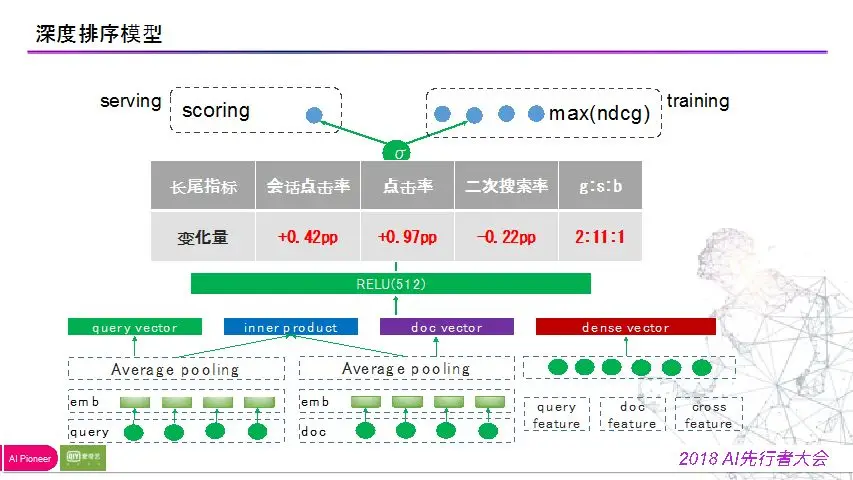 深度排序模型
serving
scoring
max(ndcg)
training
σ
长尾指标 会话点击率 点击率 二次搜索率 g:s:b
变化量 +0.42pp +0.97pp -0.22pp 2:11:1
RELU(512)
query vector
inner product
doc vector
dense vector
Average pooling
Average pooling
emb
emb
query
doc
query
feature
doc
feature
cross
feature
AI Pioneer
爱奇艺
2018 AI先行者大会